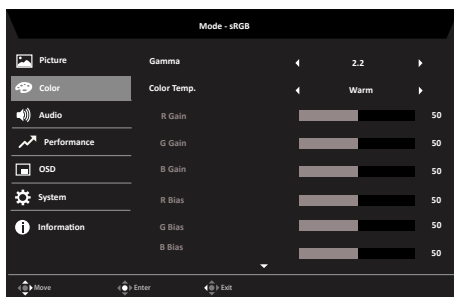 Mode - sRGB
Picture
Gamma 2.2
Color
Color Temp. Warm
Audio
R Gain 50
Performance
G Gain 50
OSD
B Gain 50
System
R Bias 50
Information
G Bias 50
B Bias 50
Move Enter Exit